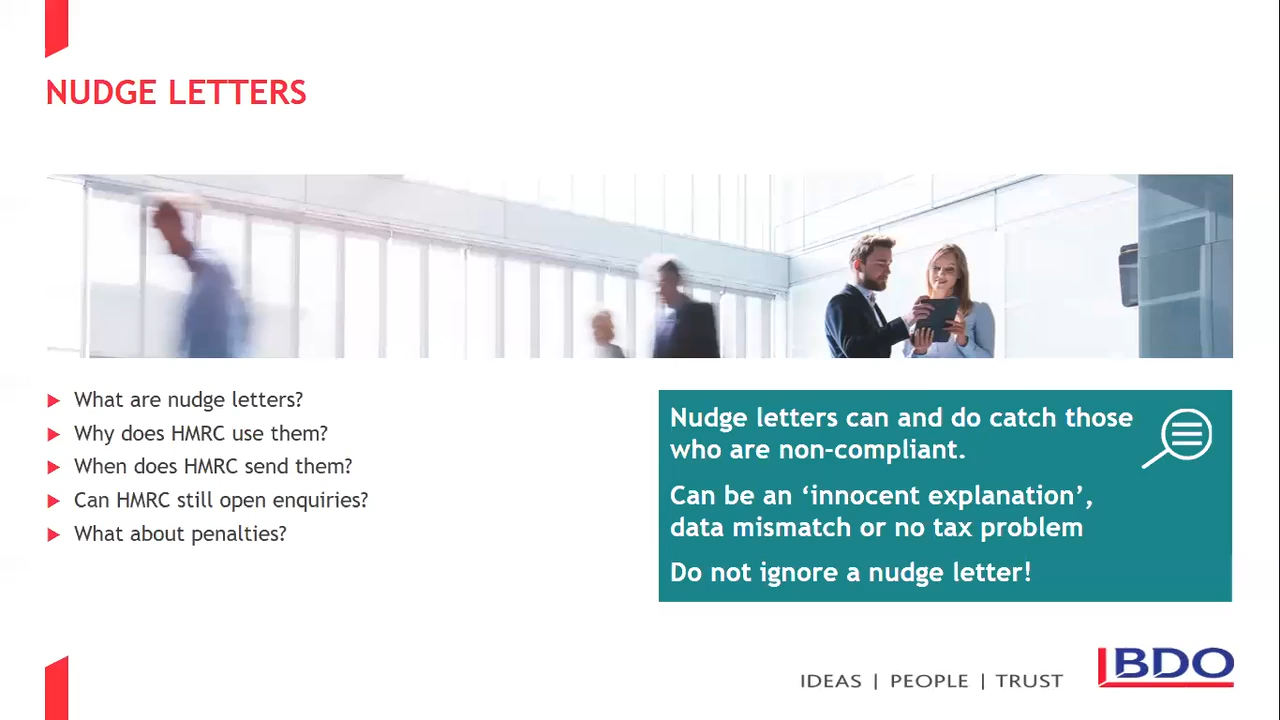 NUDGE LETTERS
What are nudge letters?
Why does HMRC use them?
When does HMRC send them?
Can HMRC still open enquiries?
What about penalties?
Nudge letters can and do catch those
who are non-compliant.
Can be an ‘innocent explanation’,
data mismatch or no tax problem
Do not ignore a nudge letter!
IDEAS | PEOPLE | TRUST
BDO